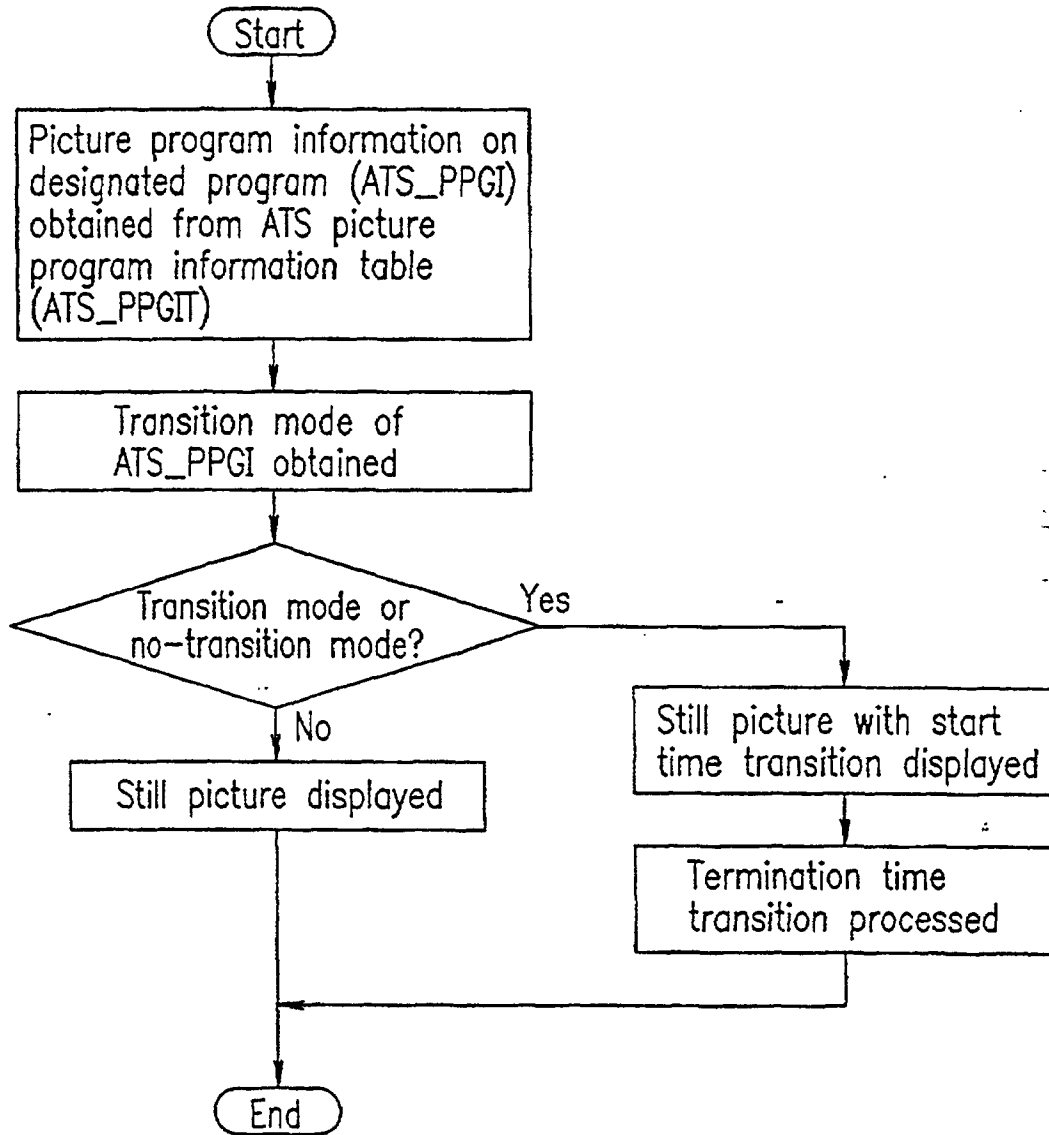 Start
Picture program information on
designated program (ATS_PPGI)
obtained from ATS picture
program information table
(ATS_PPGIT)
Transition mode of
ATS_PPGI obtained
Transition mode or
no-transition mode?
Yes
No
Still picture with start
time transition displayed
Still picture displayed
Termination time
transition processed
End